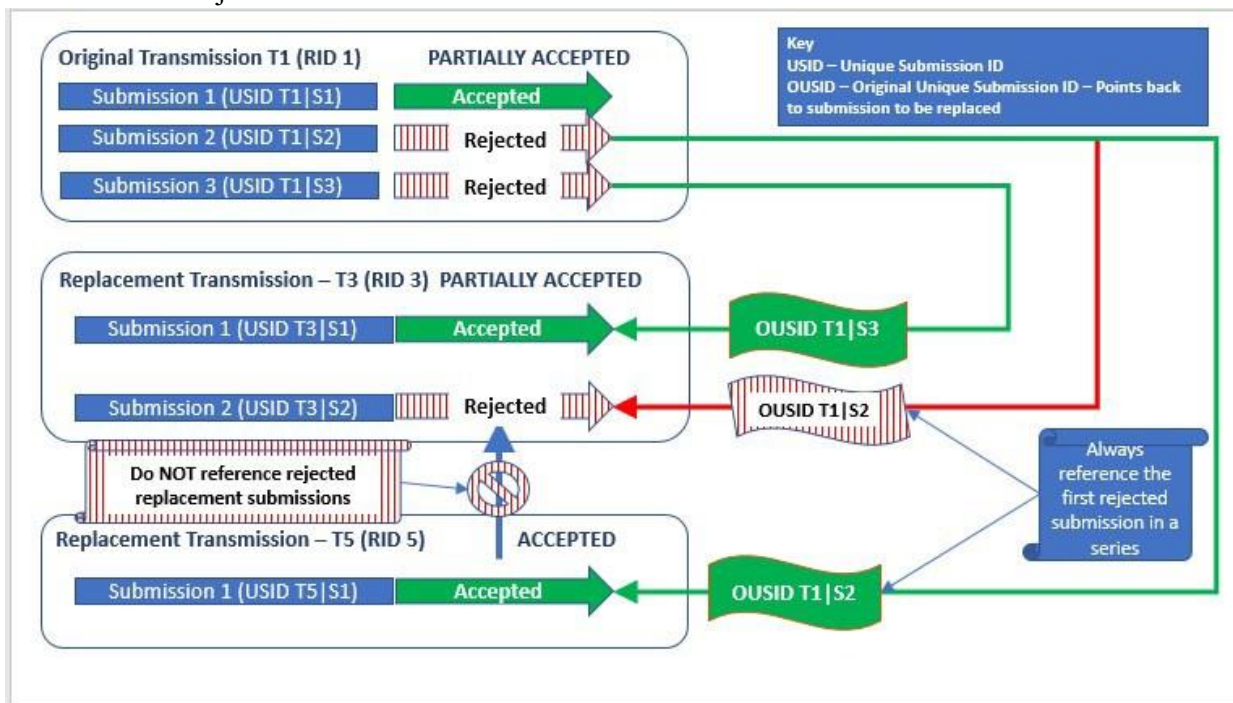 Original Transmission T1 (RID 1) PARTIALLY ACCEPTED
Submission 1 (USID T1|S1) Accepted
Submission 2 (USID T1|S2) Rejected
Submission 3 (USID T1|S3) Rejected
Key
USID – Unique Submission ID
OUSID – Original Unique Submission ID – Points back
to submission to be replaced
Replacement Transmission – T3 (RID 3) PARTIALLY ACCEPTED
Submission 1 (USID T3|S1) Accepted
OUSID T1|S3
Submission 2 (USID T3|S2) Rejected
OUSID T1|S2
Do NOT reference rejected
replacement submissions
Always
reference the
first rejected
submission in a
series
Replacement Transmission – T5 (RID 5) ACCEPTED
Submission 1 (USID T5|S1) Accepted
OUSID T1|S2